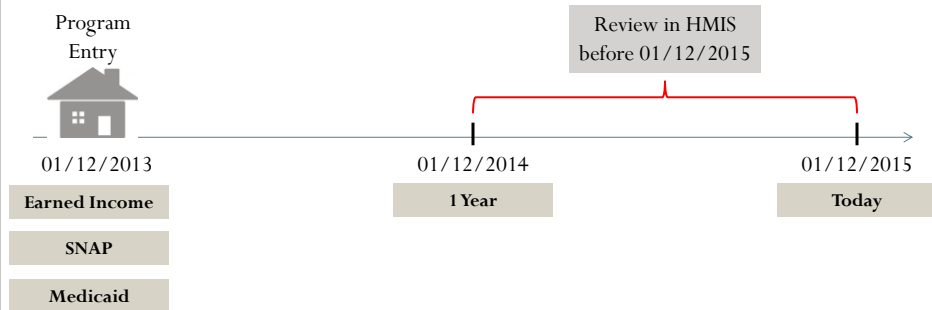 Program
Entry
Review in HMIS
before 01/12/2015
01/12/2013
01/12/2014
01/12/2015
Earned Income
1 Year
Today
SNAP
Medicaid